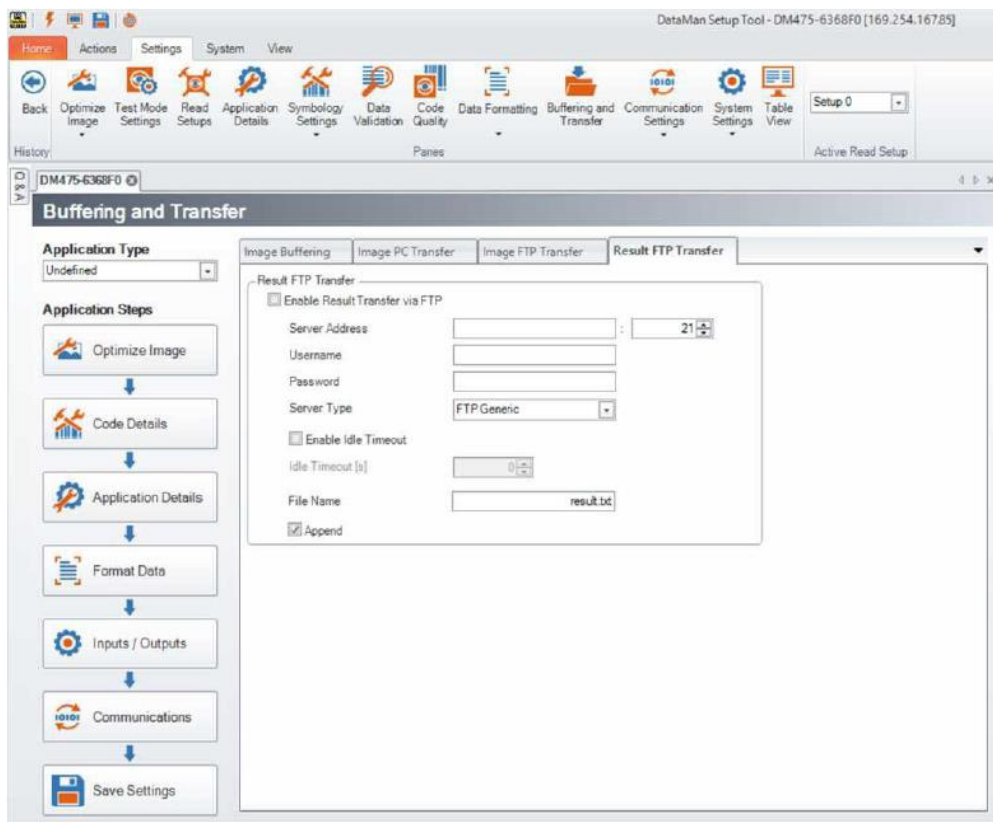 DataMan Setup Tool - DM475-6368F0 [169.254.167.85]
Home Actions Settings System View
Back Optimize Image Test Mode Settings Read Setups Application Details Symbology Settings Data Validation Code Quality Data Formatting Buffering and Transfer Communication Settings System Settings Table View Setup 0
History Panes Active Read Setup
Q & A
DM475-6368F0
Buffering and Transfer
Application Type
Undefined
Application Steps
Optimize Image
Code Details
Application Details
Format Data
Inputs / Outputs
Communications
Save Settings
Image Buffering Image PC Transfer Image FTP Transfer Result FTP Transfer
Result FTP Transfer
Enable Result Transfer via FTP
Server Address : 21
Username
Password
Server Type FTP Generic
Enable Idle Timeout
Idle Timeout [s] 0
File Name result.txt
Append